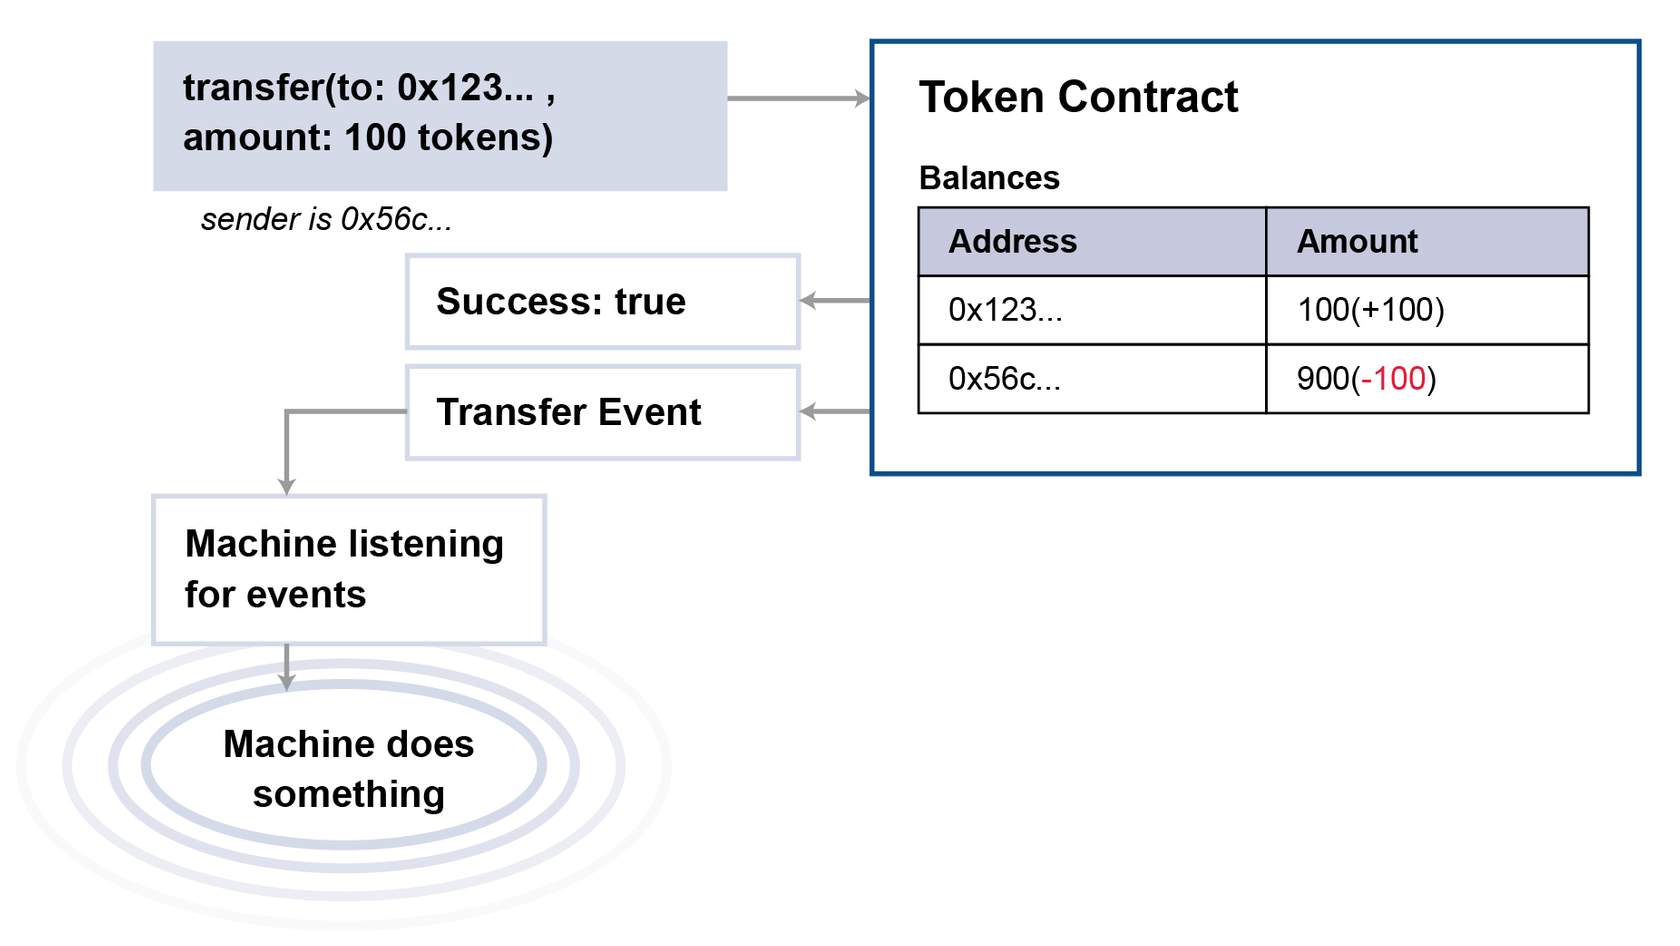 transfer(to: 0x123... ,
amount: 100 tokens)
sender is 0x56c...
Token Contract
Balances
Address Amount
0x123... 100(+100)
0x56c... 900(-100)
Success: true
Transfer Event
Machine listening
for events
Machine does
something